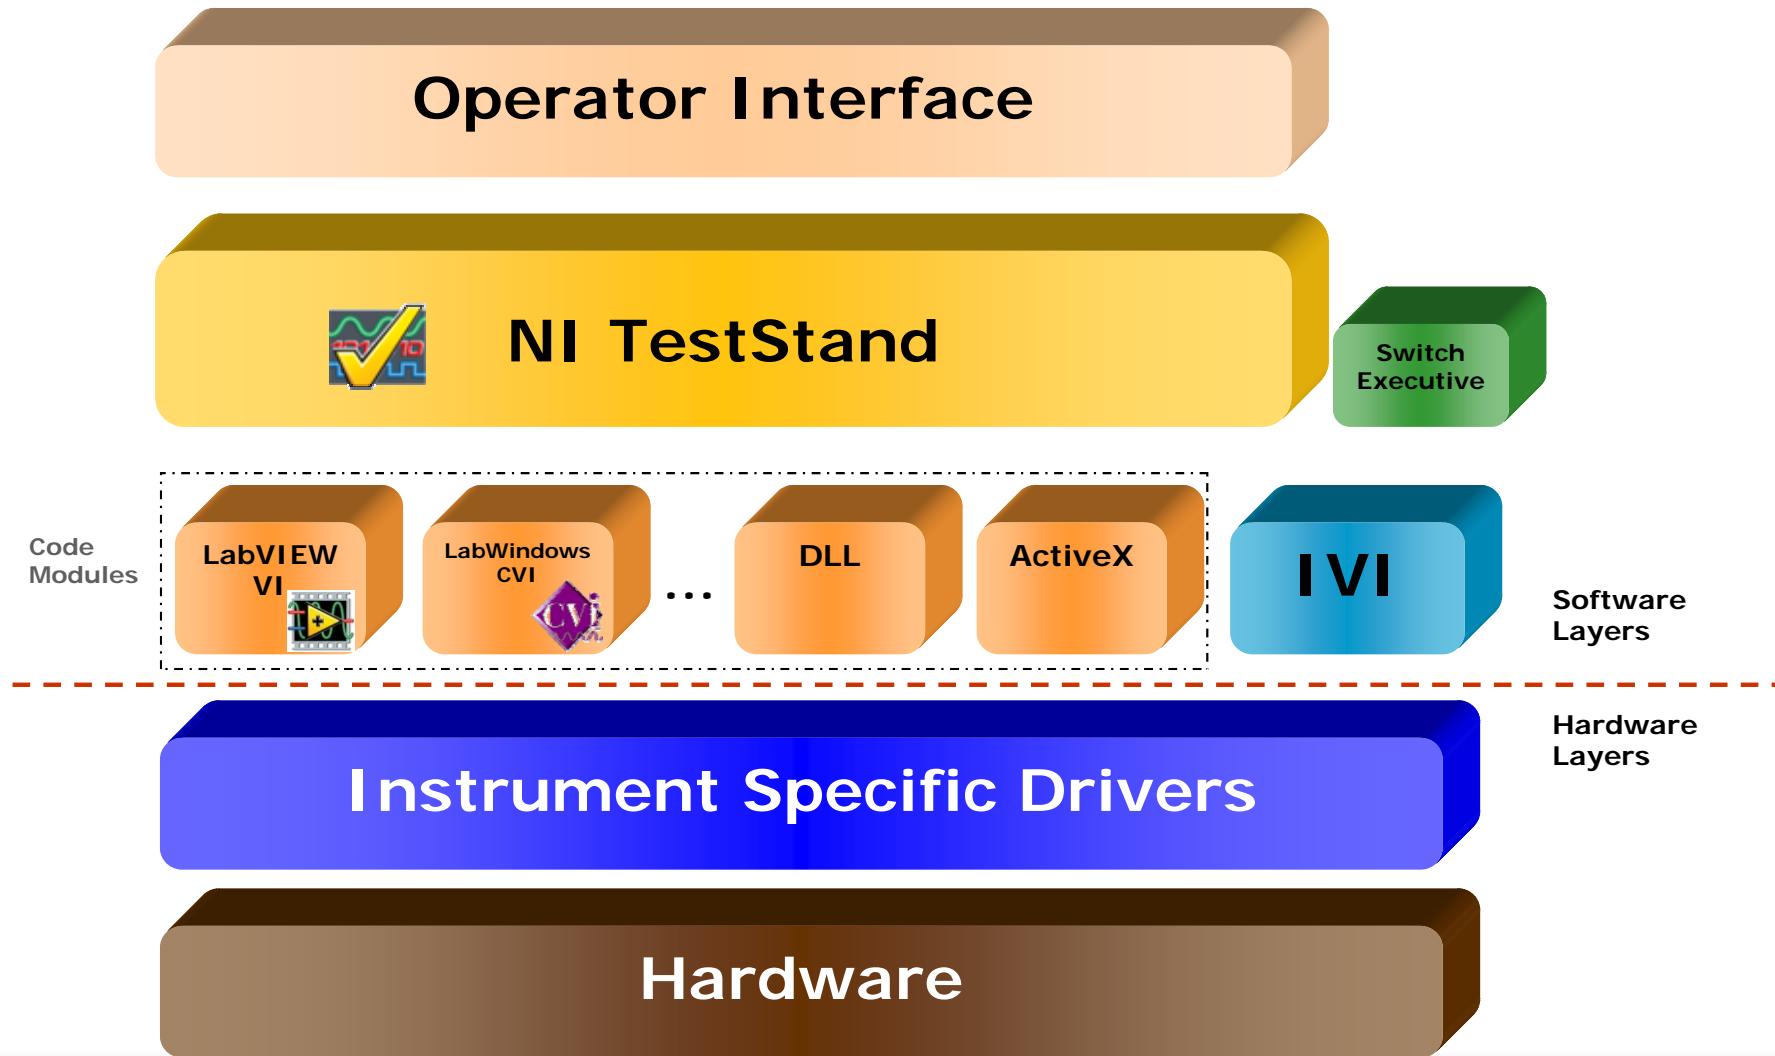 Operator Interface
NI TestStand
Switch
Executive
Code
Modules
LabVIEW
VI
LabWindows
CVI
CVI
...
DLL
ActiveX
IVI
Software
Layers
Hardware
Layers
Instrument Specific Drivers
Hardware